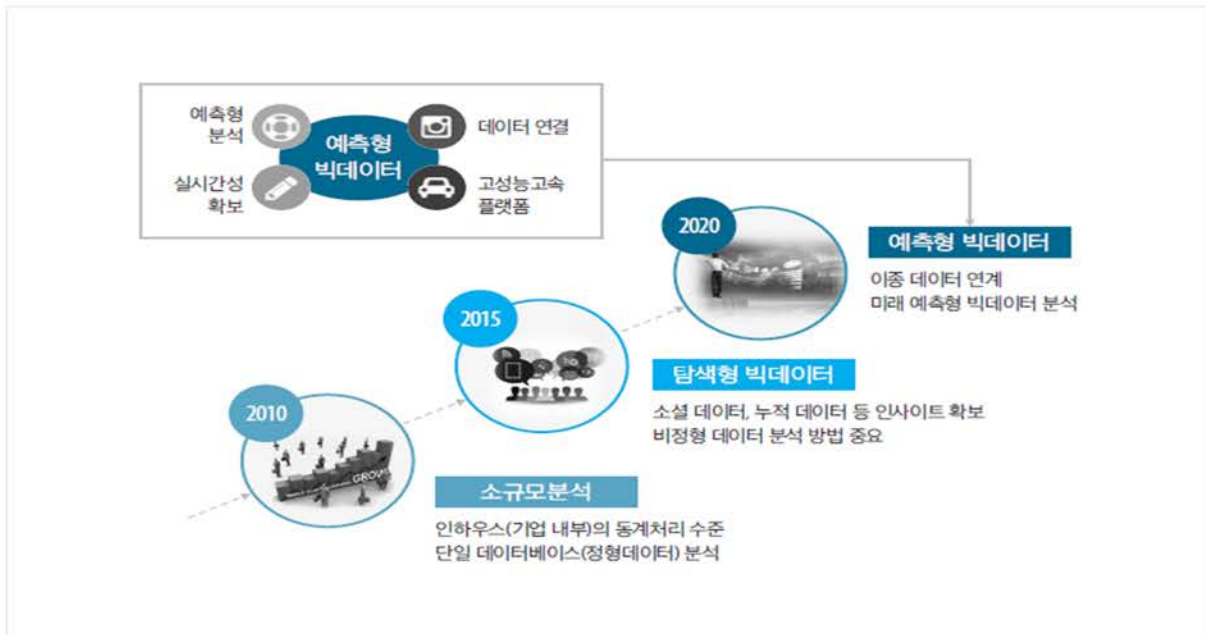 예측형
분석
예측형
빅데이터
데이터 연결
실시간성
확보
고성능고속
플랫폼
2020
예측형 빅데이터
이종 데이터 연계
미래 예측형 빅데이터 분석
2015
탐색형 빅데이터
소셜 데이터, 누적 데이터 등 인사이트 확보
비정형 데이터 분석 방법 중요
2010
GROW
소규모분석
인하우스(기업 내부)의 통계처리 수준
단일 데이터베이스(정형데이터) 분석